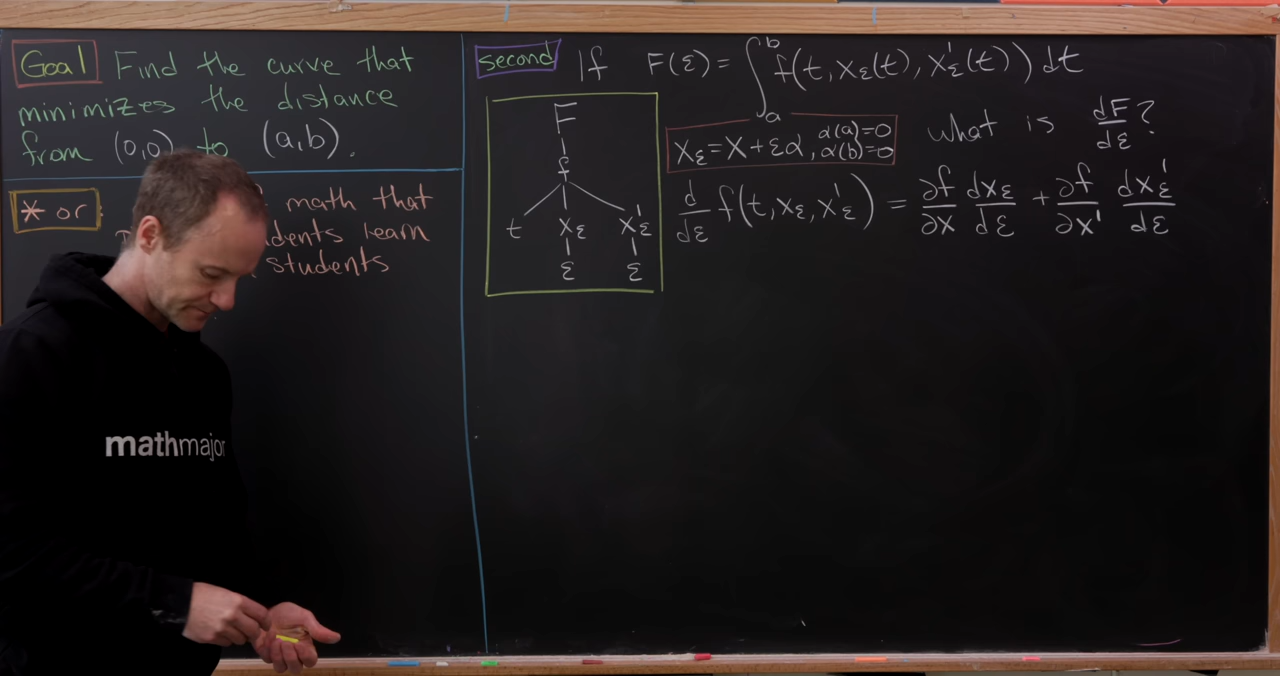 Goal Find the curve that
minimizes the distance
from (0,0) to (a,b).
* or: math that
learn
students
second If F(ε) = ∫_a^b f(t, x_ε(t), x'_ε(t)) dt
F
f
t x_ε x'_ε
ε ε
x_ε = x + εα, α(a)=0
α(b)=0
what is dF/dε?
d/dε f(t, x_ε, x'_ε) = ∂f/∂x dx_ε/dε + ∂f/∂x' dx'_ε/dε
mathmajor